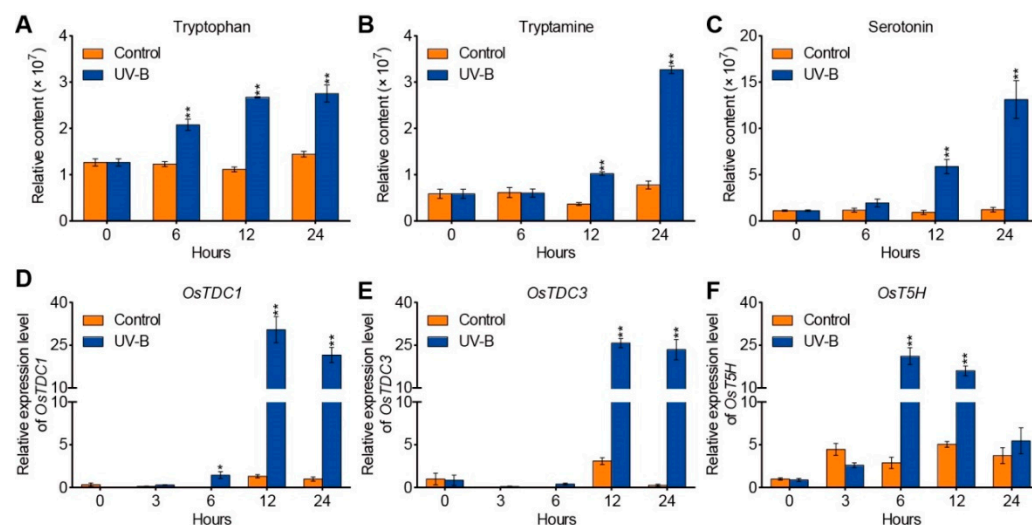 A
Tryptophan
Relative content (× 10⁷)
4
3
2
1
0
Control
UV-B
**
**
**
0 6 12 24
Hours
B
Tryptamine
Relative content (× 10⁷)
4
3
2
1
0
Control
UV-B
**
**
0 6 12 24
Hours
C
Serotonin
Relative content (× 10⁷)
20
15
10
5
0
Control
UV-B
**
**
0 6 12 24
Hours
D
OsTDC1
Relative expression level
of OsTDC1
40
25
10
10
5
0
Control
UV-B
*
**
**
0 3 6 12 24
Hours
E
OsTDC3
Relative expression level
of OsTDC3
40
25
10
10
5
0
Control
UV-B
**
**
0 3 6 12 24
Hours
F
OsT5H
Relative expression level
of OsT5H
40
25
10
10
5
0
Control
UV-B
**
**
0 3 6 12 24
Hours